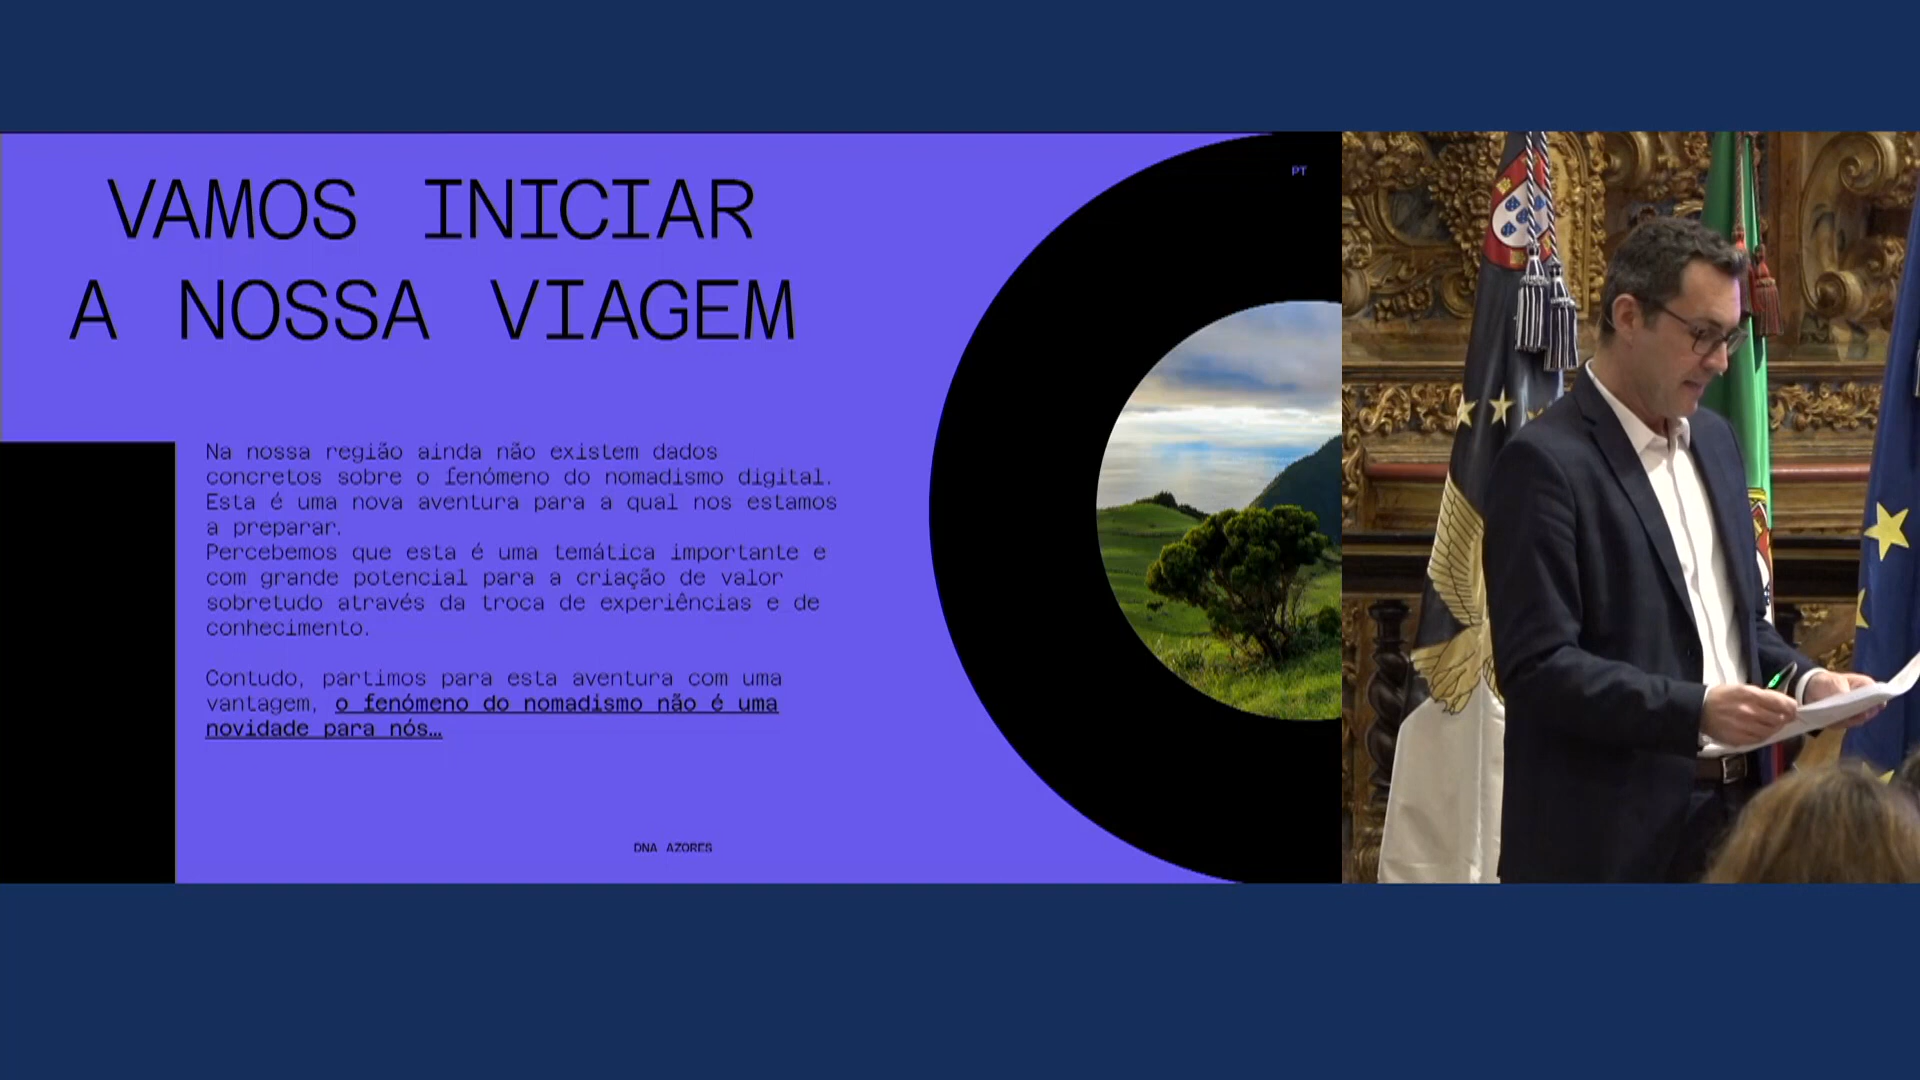 PT
VAMOS INICIAR
A NOSSA VIAGEM
Na nossa região ainda não existem dados
concretos sobre o fenómeno do nomadismo digital.
Esta é uma nova aventura para a qual nos estamos
a preparar.
Percebemos que esta é uma temática importante e
com grande potencial para a criação de valor
sobretudo através da troca de experiências e de
conhecimento.
Contudo, partimos para esta aventura com uma
vantagem, o fenómeno do nomadismo não é uma
novidade para nós…
DNA AZORES